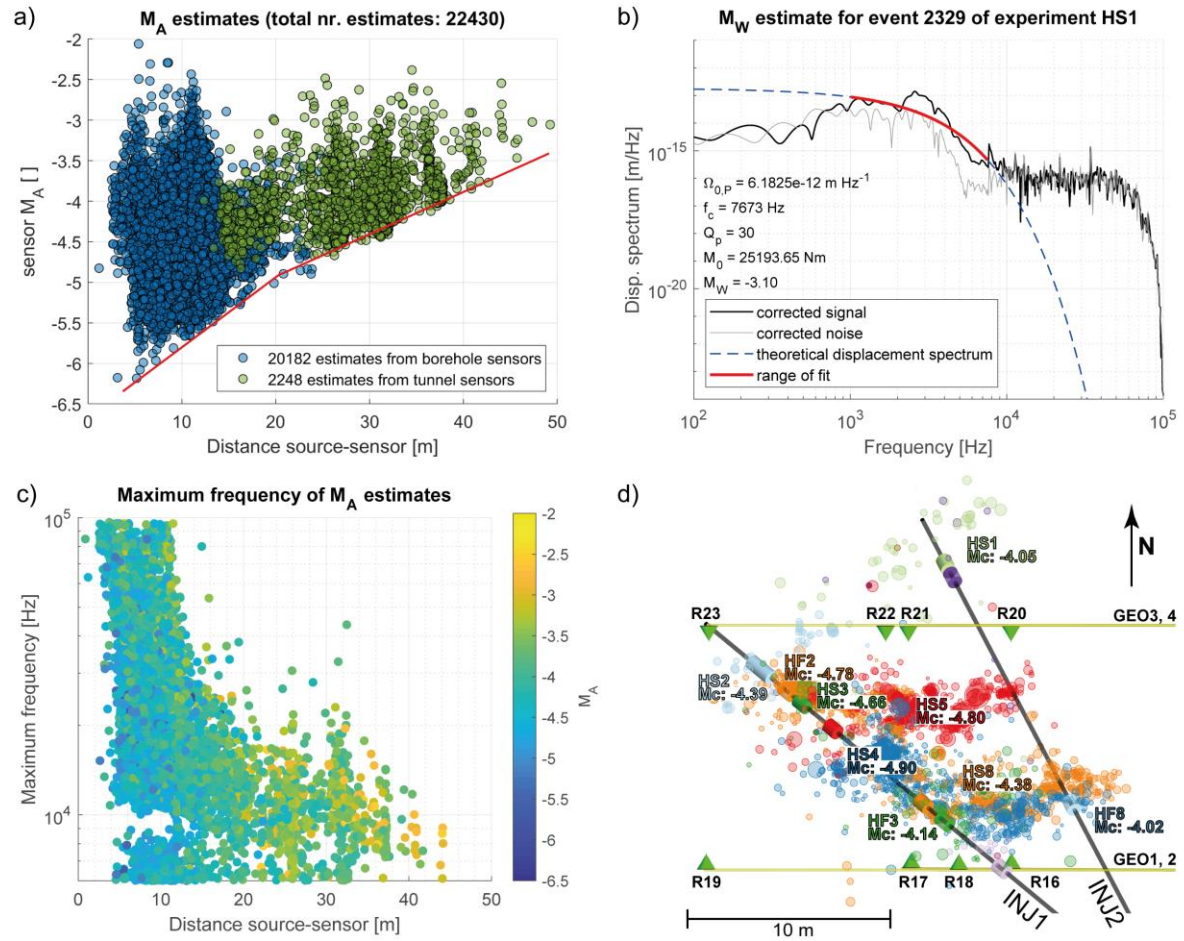 a)
M_A estimates (total nr. estimates: 22430)
-2
-2.5
-3
-3.5
-4
-4.5
-5
-5.5
-6
-6.5
sensor M_A [ ]
20182 estimates from borehole sensors
2248 estimates from tunnel sensors
0 10 20 30 40 50
Distance source-sensor [m]
b)
M_W estimate for event 2329 of experiment HS1
10^-15
10^-20
Disp. spectrum [m/Hz]
Ω_0,P = 6.1825e-12 m Hz^-1
f_c = 7673 Hz
Q_p = 30
M_0 = 25193.65 Nm
M_W = -3.10
corrected signal
corrected noise
theoretical displacement spectrum
range of fit
10^2 10^3 10^4 10^5
Frequency [Hz]
c)
Maximum frequency of M_A estimates
10^5
10^4
Maximum frequency [Hz]
0 10 20 30 40 50
Distance source-sensor [m]
-2
-2.5
-3
-3.5
-4
-4.5
-5
-5.5
-6
-6.5
M_A
d)
N
HS1
Mc: -4.05
R23 R22 R21 R20 GEO3, 4
HS2
Mc: -4.39
HF2
Mc: -4.78
HS3
Mc: -4.66
HS5
Mc: -4.80
HS4
Mc: -4.90
HS8
Mc: -4.38
HF3
Mc: -4.14
HF8
Mc: -4.02
GEO1, 2
R19 R17 R18 R16
INJ1
INJ2
10 m